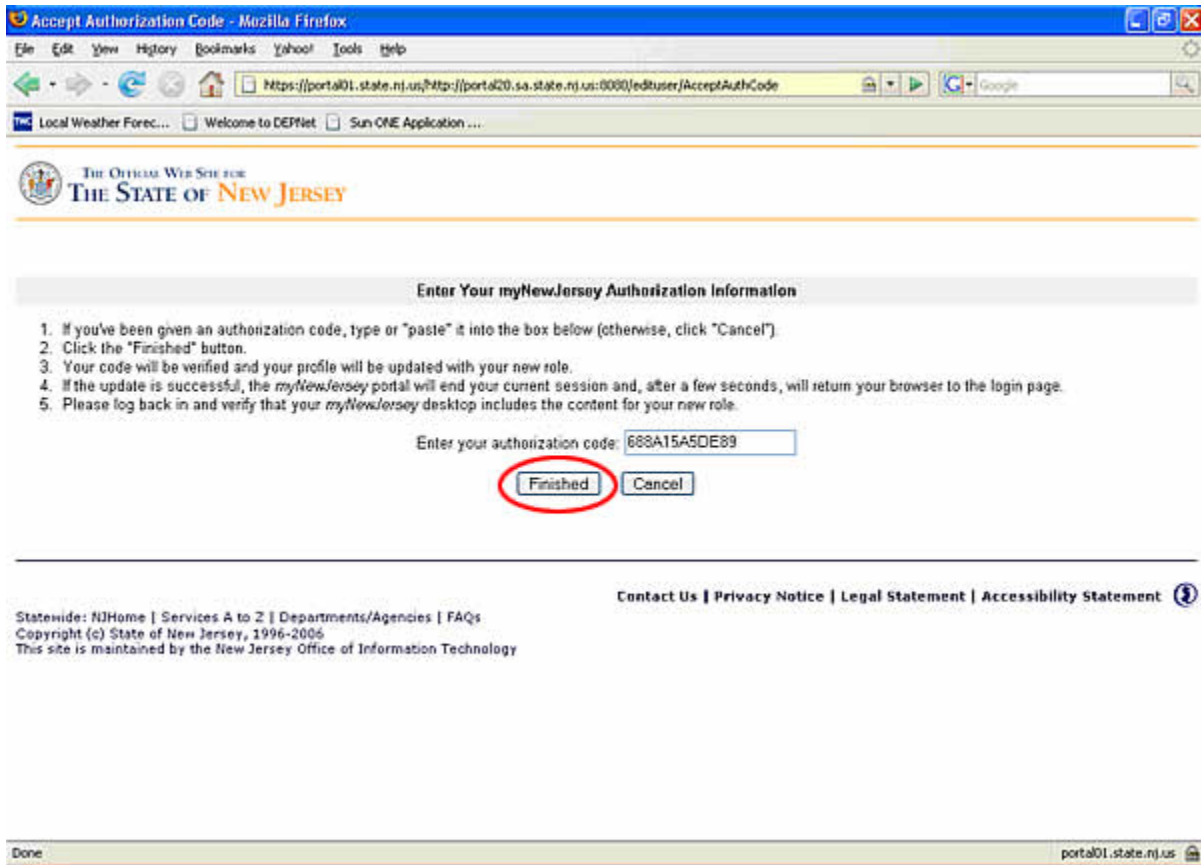 Accept Authorization Code - Mozilla Firefox
File Edit View History Bookmarks Yahoo! Tools Help
https://portal01.state.nj.us/http://portal20.sa.state.nj.us:8080/edituser/AcceptAuthCode
G Google
TWC Local Weather Forec... Welcome to DEPNet Sun ONE Application ...
THE OFFICIAL WEB SITE FOR
THE STATE OF NEW JERSEY
Enter Your myNewJersey Authorization Information
1. If you've been given an authorization code, type or "paste" it into the box below (otherwise, click "Cancel").
2. Click the "Finished" button.
3. Your code will be verified and your profile will be updated with your new role.
4. If the update is successful, the myNewJersey portal will end your current session and, after a few seconds, will return your browser to the login page.
5. Please log back in and verify that your myNewJersey desktop includes the content for your new role.
Enter your authorization code: 688A15A5DE89
Finished Cancel
Contact Us | Privacy Notice | Legal Statement | Accessibility Statement
Statewide: NJHome | Services A to Z | Departments/Agencies | FAQs
Copyright (c) State of New Jersey, 1996-2006
This site is maintained by the New Jersey Office of Information Technology
Done portal01.state.nj.us